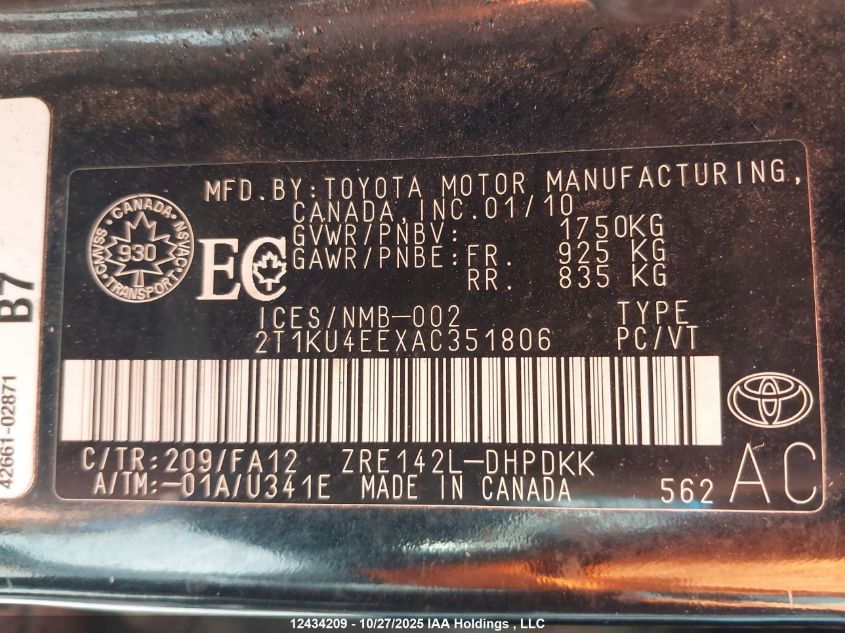 MFD.BY:TOYOTA MOTOR MANUFACTURING,
CANADA,INC.01/10
GVWR/PNBV: 1750KG
GAWR/PNBE:FR. 925 KG
RR. 835 KG
CANADA
CMVSS 930 NSVAC
TRANSPORT
EC
ICES/NMB-002 TYPE
2T1KU4EEXAC351806 PC/VT
C/TR:209/FA12 ZRE142L-DHPDKK
A/TM:-01A/U341E MADE IN CANADA 562 AC
B7
42661-02871
12434209 - 10/27/2025 IAA Holdings , LLC